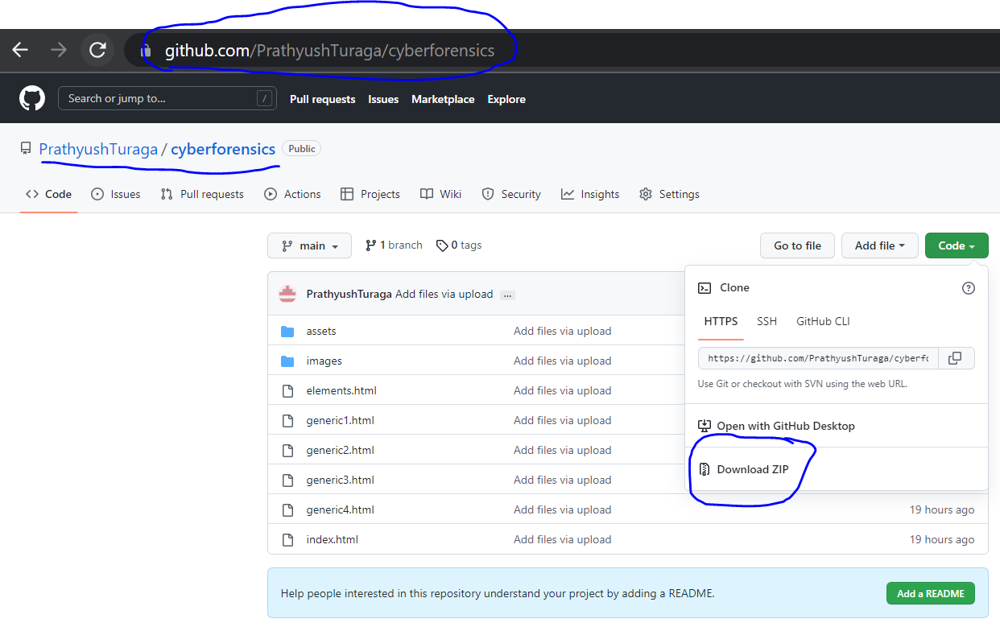 github.com/PrathyushTuraga/cyberforensics
Search or jump to... / Pull requests Issues Marketplace Explore
PrathyushTuraga / cyberforensics Public
Code Issues Pull requests Actions Projects Wiki Security Insights Settings
main 1 branch 0 tags Go to file Add file Code
PrathyushTuraga Add files via upload ...
Clone
HTTPS SSH GitHub CLI
https://github.com/PrathyushTuraga/cyberfo
Use Git or checkout with SVN using the web URL.
Open with GitHub Desktop
Download ZIP
assets Add files via upload
images Add files via upload
elements.html Add files via upload
generic1.html Add files via upload
generic2.html Add files via upload
generic3.html Add files via upload
generic4.html Add files via upload 19 hours ago
index.html Add files via upload 19 hours ago
Help people interested in this repository understand your project by adding a README. Add a README